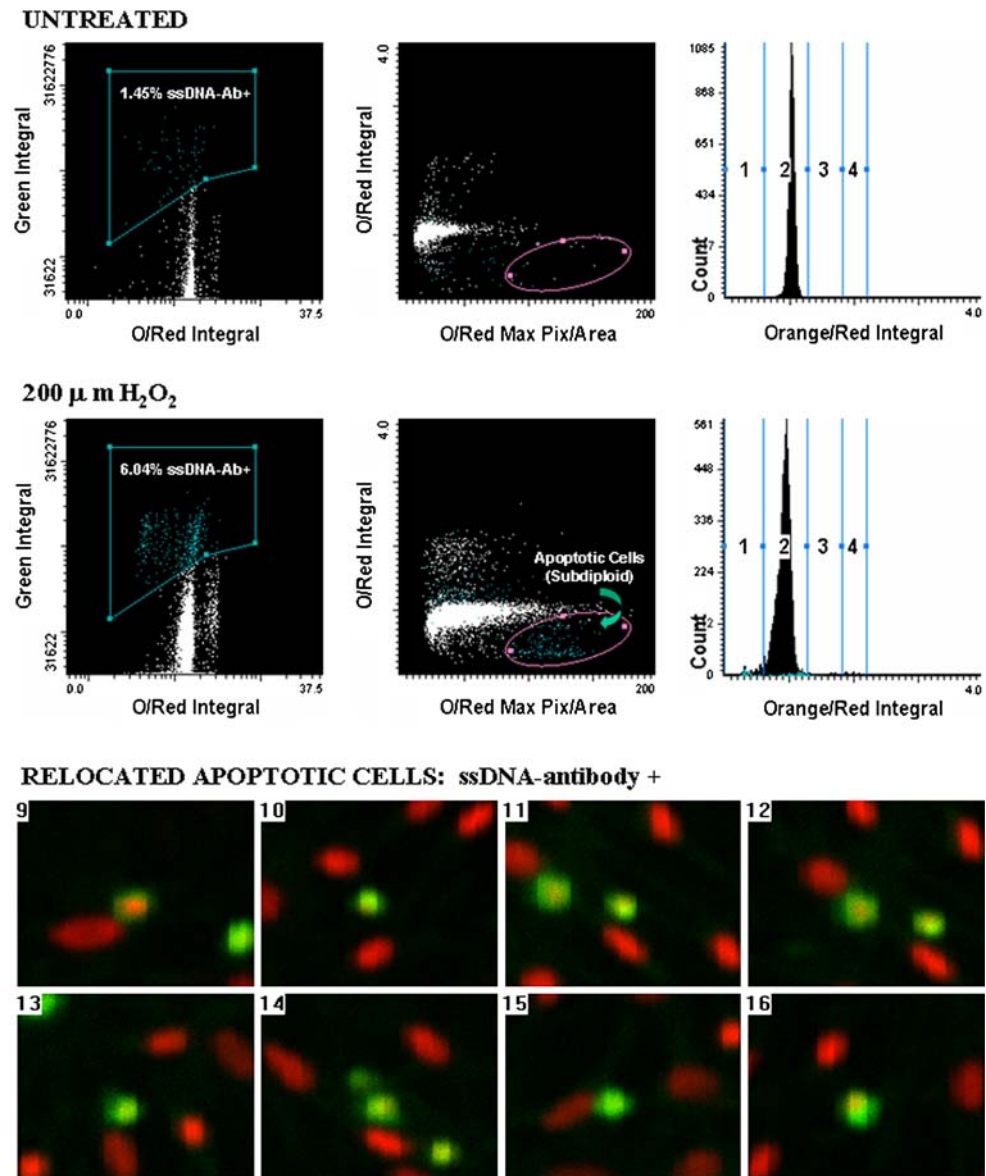 UNTREATED
Green Integral
31622776
31622
1.45% ssDNA-Ab+
0.0
37.5
O/Red Integral
O/Red Integral
4.0
200
O/Red Max Pix/Area
Count
1085
868
651
434
0
1
2
3
4
4.0
Orange/Red Integral
200 μ m H₂O₂
Green Integral
31622776
31622
6.04% ssDNA-Ab+
0.0
37.5
O/Red Integral
O/Red Integral
4.0
Apoptotic Cells
(Subdiploid)
200
O/Red Max Pix/Area
Count
561
448
336
224
0
1
2
3
4
4.0
Orange/Red Integral
RELOCATED APOPTOTIC CELLS: ssDNA-antibody +
9
10
11
12
13
14
15
16